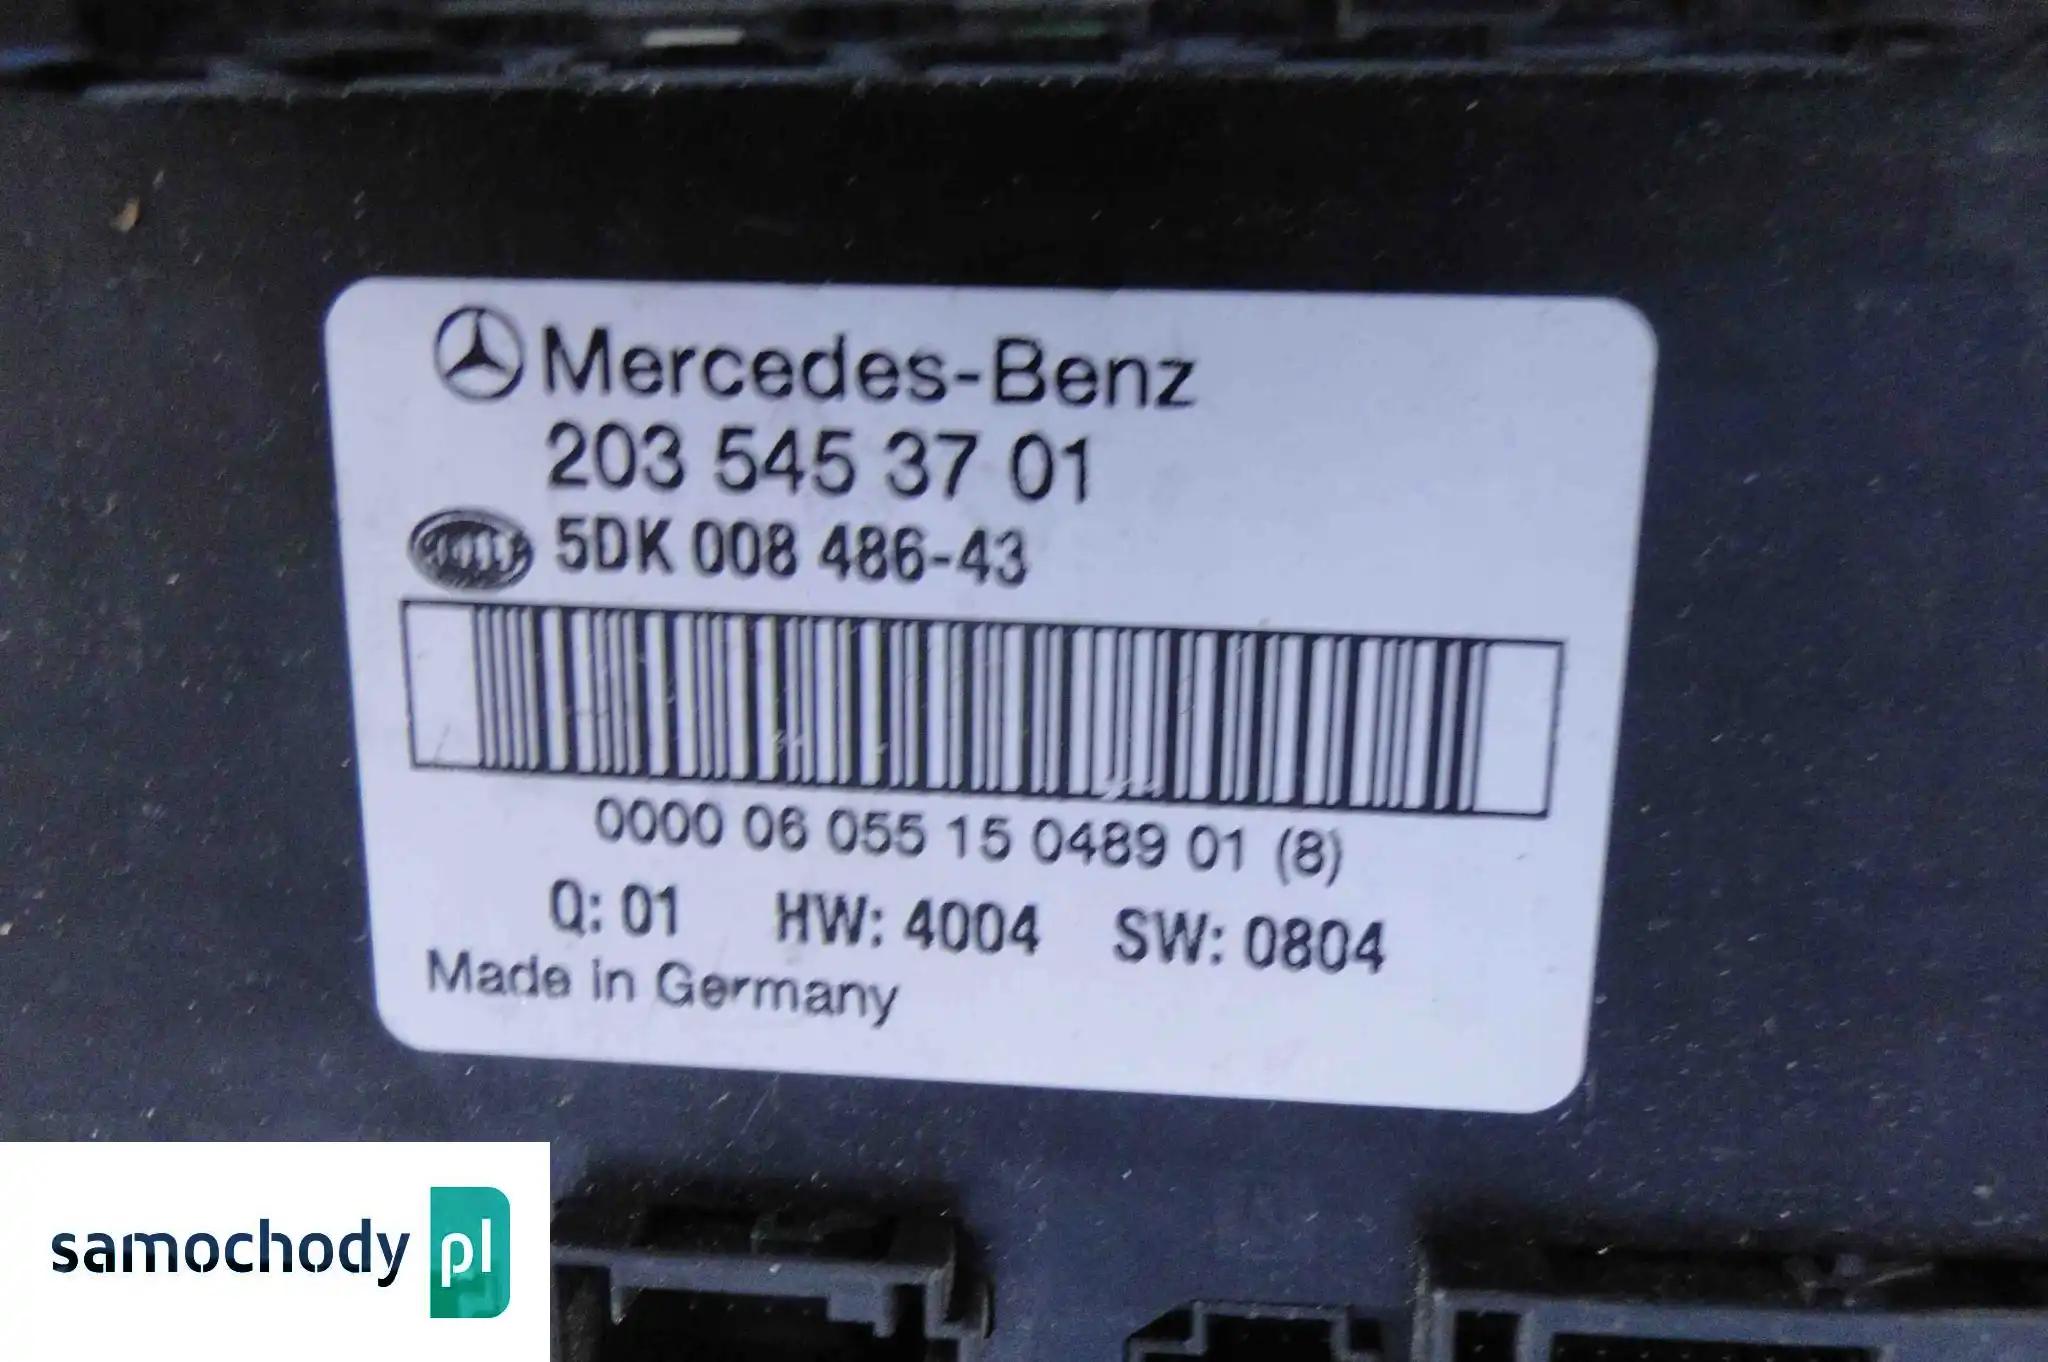 Mercedes-Benz
203 545 37 01
5DK 008 486-43
0000 06 055 15 0489 01 (8)
Q: 01 HW: 4004 SW: 0804
Made in Germany
samochody pl